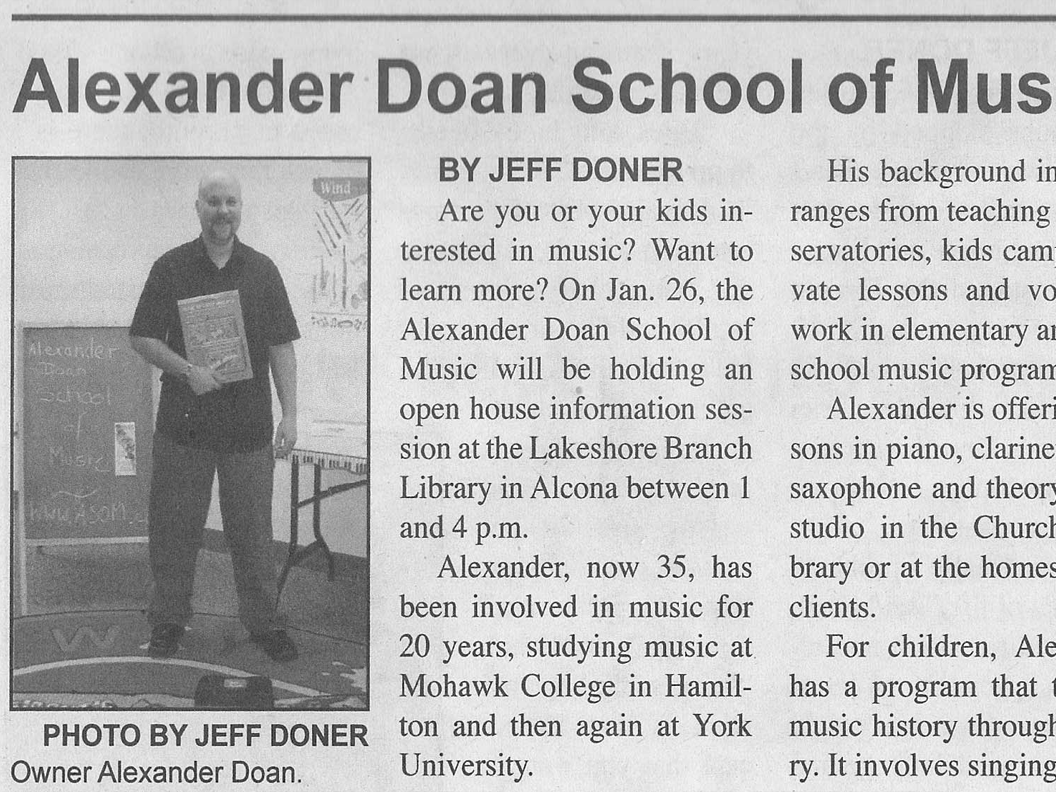 Alexander Doan School of Mus
Wind
Alexander
Doan
School
of
Music
PHOTO BY JEFF DONER
Owner Alexander Doan.
BY JEFF DONER
Are you or your kids in-
terested in music? Want to
learn more? On Jan. 26, the
Alexander Doan School of
Music will be holding an
open house information ses-
sion at the Lakeshore Branch
Library in Alcona between 1
and 4 p.m.
Alexander, now 35, has
been involved in music for
20 years, studying music at
Mohawk College in Hamil-
ton and then again at York
University.
His background in
ranges from teaching
servatories, kids cam
vate lessons and vo
work in elementary a
school music program
Alexander is offeri
sons in piano, clarine
saxophone and theory
studio in the Church
brary or at the homes
clients.
For children, Ale
has a program that t
music history through
ry. It involves singing